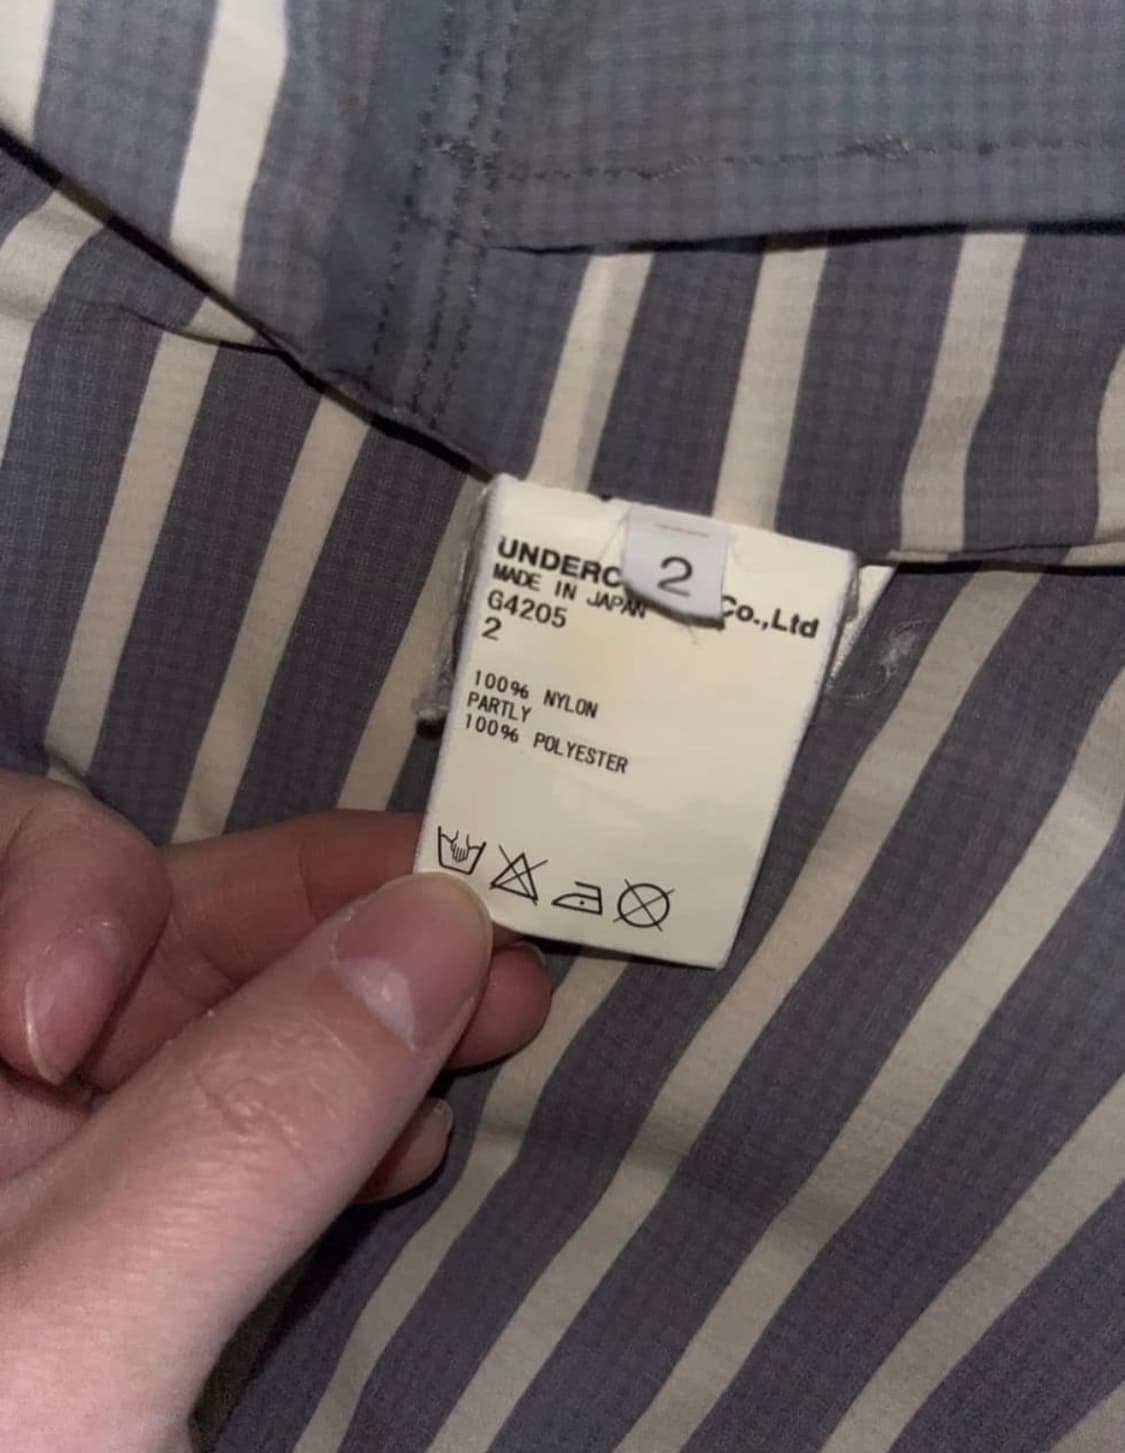 UNDERC Co.,Ltd
2
MADE IN JAPAN
G4205
2
100% NYLON
PARTLY
100% POLYESTER